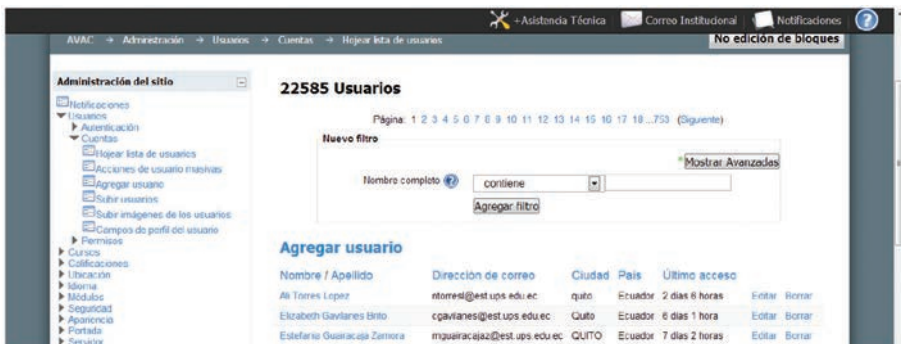 +Asistencia Técnica
Correo Institucional
Notificaciones
AVAC → Administración → Usuarios → Cuentas → Hojear lista de usuarios
No edición de bloques
Administración del sitio
Notificaciones
Usuarios
Autenticación
Cuentas
Hojear lista de usuarios
Acciones de usuario masivas
Agregar usuario
Subir usuarios
Subir imágenes de los usuarios
Campos de perfil del usuario
Permisos
Cursos
Calificaciones
Ubicación
Idioma
Módulos
Seguridad
Apariencia
Portada
Servidor
22585 Usuarios
Página: 1 2 3 4 5 6 7 8 9 10 11 12 13 14 15 16 17 18 ...753 (Siguiente)
Nuevo filtro
* Mostrar Avanzadas
Nombre completo contiene
Agregar filtro
Agregar usuario
Nombre / Apellido Dirección de correo Ciudad País Último acceso
Ali Torres Lopez ntorresl@est.ups.edu.ec quito Ecuador 2 días 6 horas Editar Borrar
Elizabeth Gavilanes Brito cgavilanes@est.ups.edu.ec Quito Ecuador 6 días 1 hora Editar Borrar
Estefania Guairacaja Zamora mguairacajaz@est.ups.edu.ec QUITO Ecuador 7 días 2 horas Editar Borrar